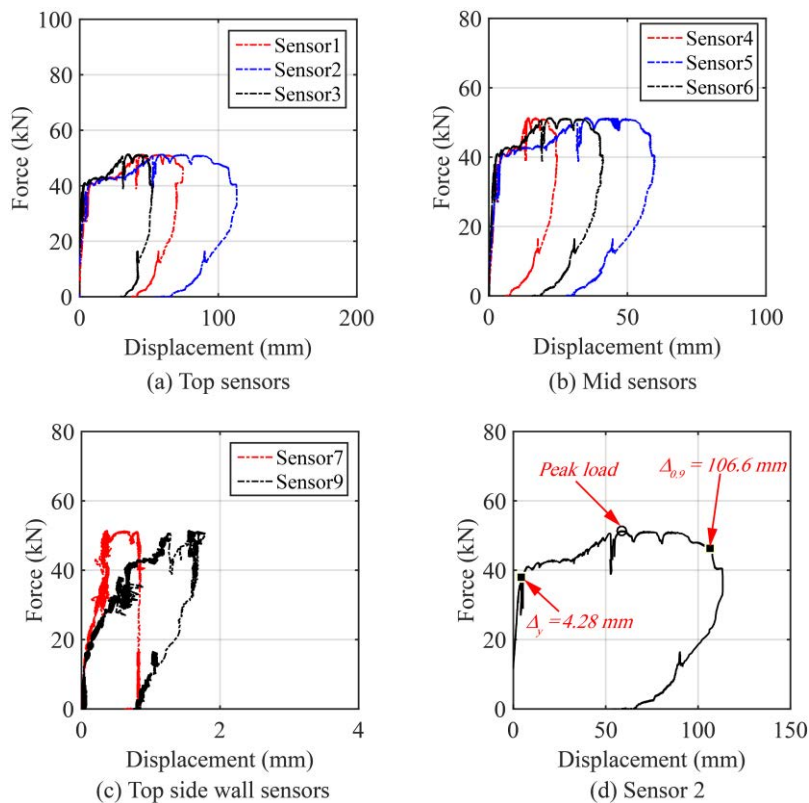 100
80
60
40
20
0
Force (kN)
Sensor1
Sensor2
Sensor3
0
100
200
Displacement (mm)
(a) Top sensors
80
60
40
20
0
Force (kN)
Sensor4
Sensor5
Sensor6
0
50
100
Displacement (mm)
(b) Mid sensors
80
60
40
20
0
Force (kN)
Sensor7
Sensor9
0
2
4
Displacement (mm)
(c) Top side wall sensors
80
60
40
20
0
Force (kN)
Peak load
Δ0.9 = 106.6 mm
Δy = 4.28 mm
0
50
100
150
Displacement (mm)
(d) Sensor 2